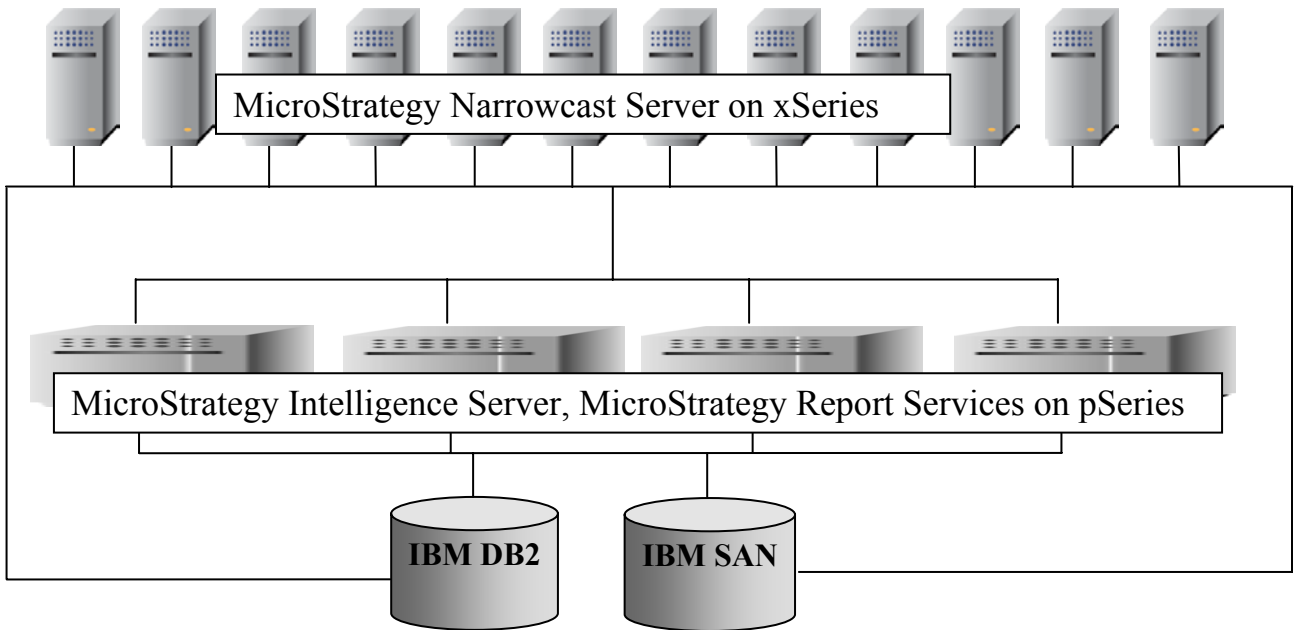 MicroStrategy Narrowcast Server on xSeries
MicroStrategy Intelligence Server, MicroStrategy Report Services on pSeries
IBM DB2
IBM SAN